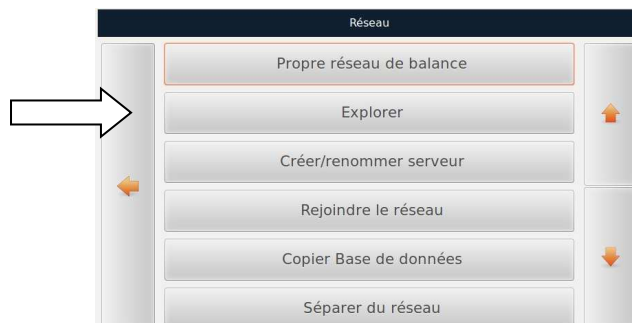 Réseau
Propre réseau de balance
Explorer
Créer/renommer serveur
Rejoindre le réseau
Copier Base de données
Séparer du réseau